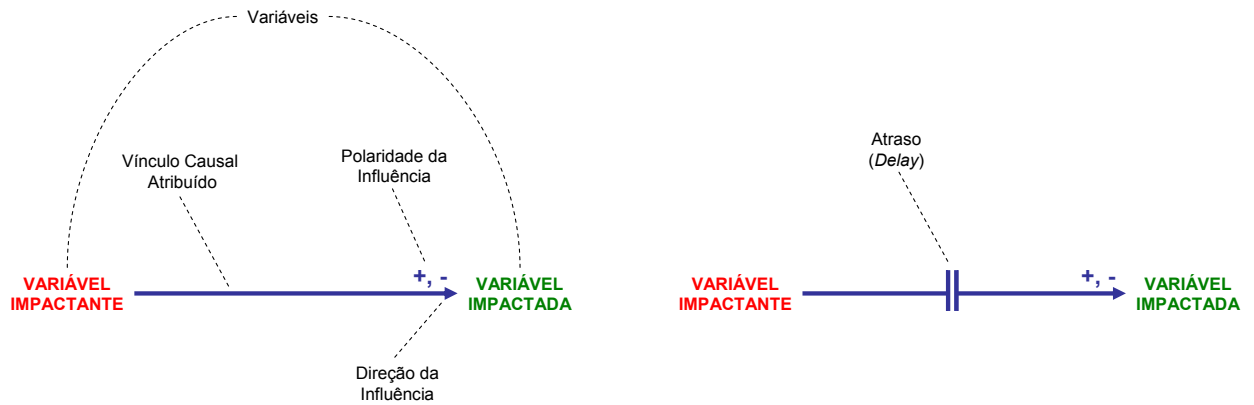 Variáveis
Vínculo Causal
Atribuído
Polaridade da
Influência
+, -
VARIÁVEL
IMPACTANTE
VARIÁVEL
IMPACTADA
Direção da
Influência
Atraso
(Delay)
+, -
VARIÁVEL
IMPACTANTE
VARIÁVEL
IMPACTADA